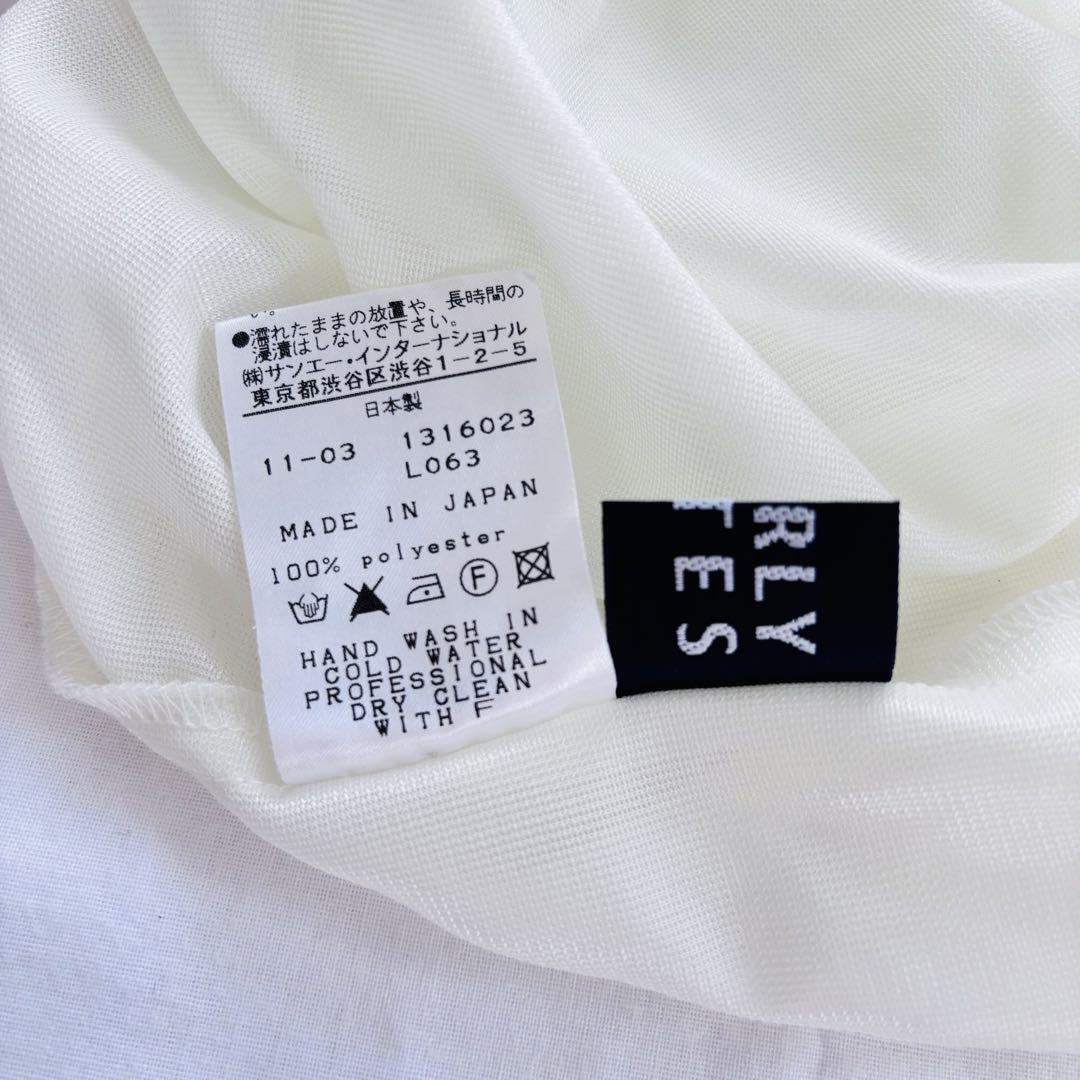 い。
●濡れたままの放置や、長時間の
浸漬はしないで下さい。
㈱サンエー・インターナショナル
東京都渋谷区渋谷1-2-5
日本製
11-03 1316023
L063
MADE IN JAPAN
100% polyester
F
HAND WASH IN
COLD WATER
PROFESSIONAL
DRY CLEAN
WITH F
RLY
TES